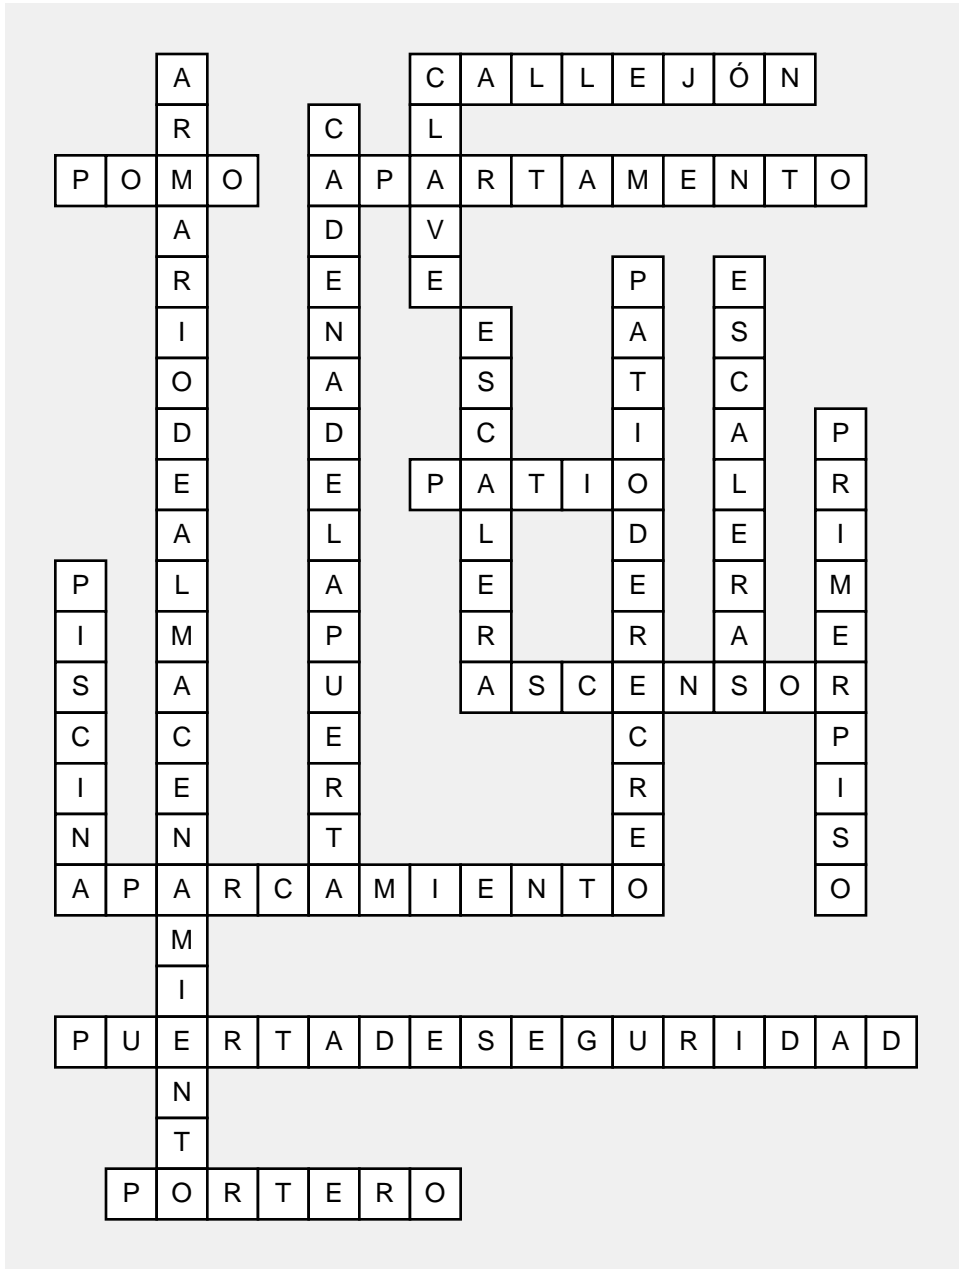 ARMARIODEALMACENAMIENTO
CALLEJÓN
CLAVE
CADENADELAPUERTA
POMO
APARTAMENTO
PATIODERECREO
ESCALERAS
ESCALERA
PRIMERPISO
PATIO
PISCINA
ASCENSOR
APARCAMIENTO
PUERTADESEGURIDAD
PORTERO